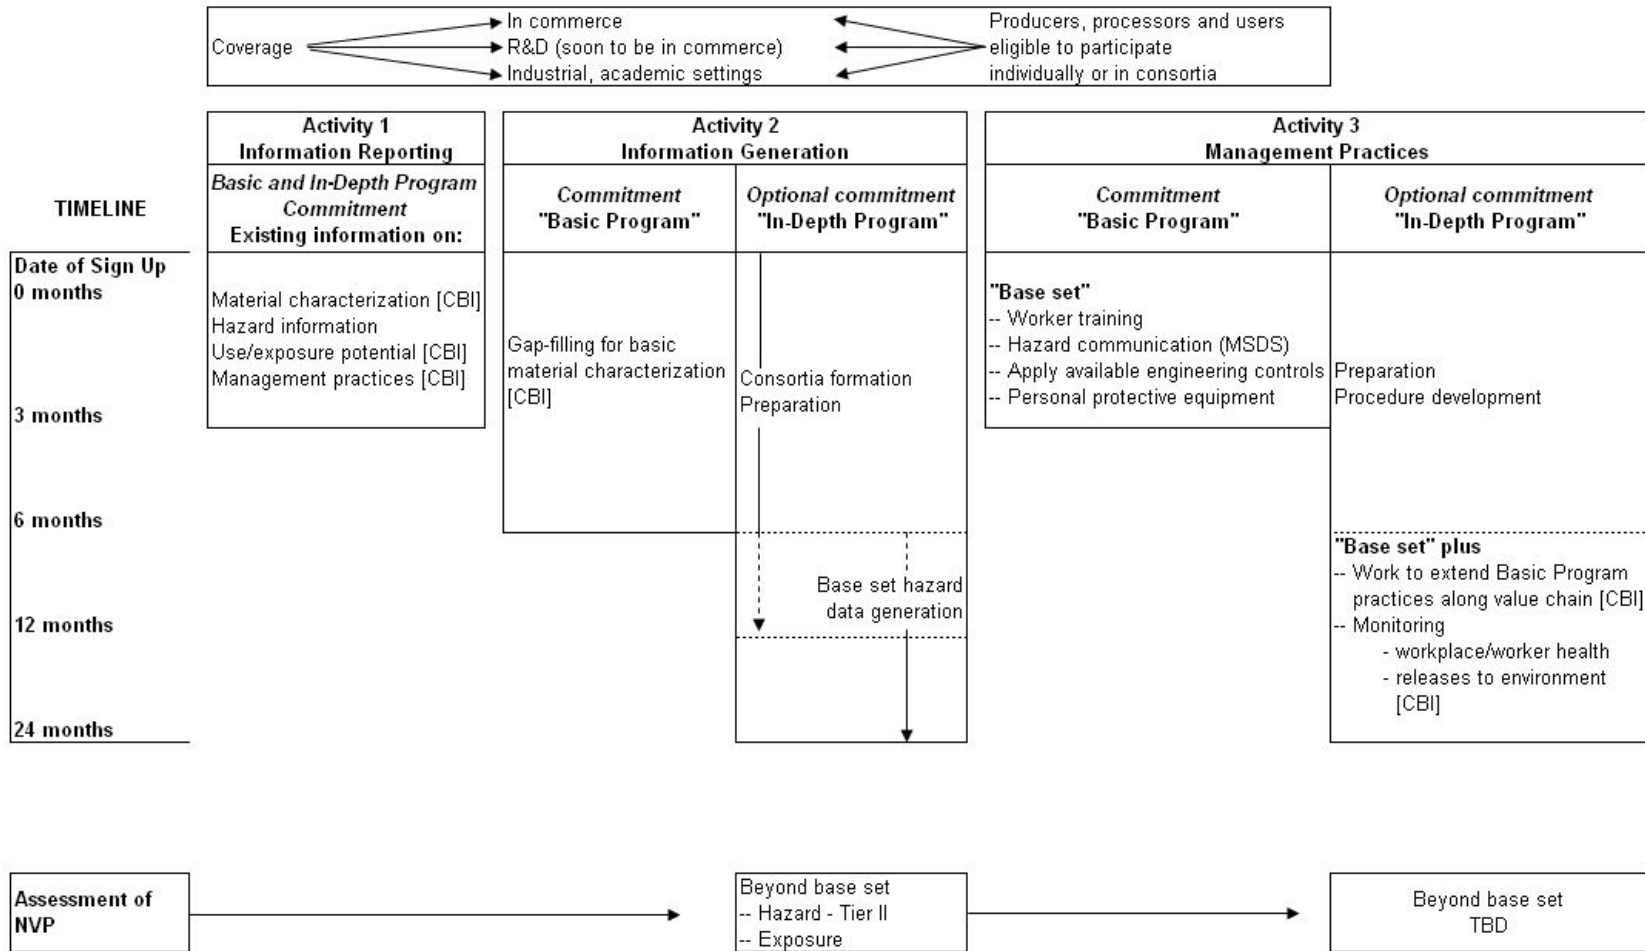 Coverage
In commerce
R&D (soon to be in commerce)
Industrial, academic settings
Producers, processors and users
eligible to participate
individually or in consortia
TIMELINE
Activity 1
Information Reporting
Basic and In-Depth Program
Commitment
Existing information on:
Activity 2
Information Generation
Commitment
"Basic Program"
Optional commitment
"In-Depth Program"
Activity 3
Management Practices
Commitment
"Basic Program"
Optional commitment
"In-Depth Program"
Date of Sign Up
0 months
3 months
6 months
12 months
24 months
Material characterization [CBI]
Hazard information
Use/exposure potential [CBI]
Management practices [CBI]
Gap-filling for basic
material characterization
[CBI]
Consortia formation
Preparation
Base set hazard
data generation
"Base set"
-- Worker training
-- Hazard communication (MSDS)
-- Apply available engineering controls
-- Personal protective equipment
Preparation
Procedure development
"Base set" plus
-- Work to extend Basic Program
practices along value chain [CBI]
-- Monitoring
- workplace/worker health
- releases to environment
[CBI]
Assessment of
NVP
Beyond base set
-- Hazard - Tier II
-- Exposure
Beyond base set
TBD